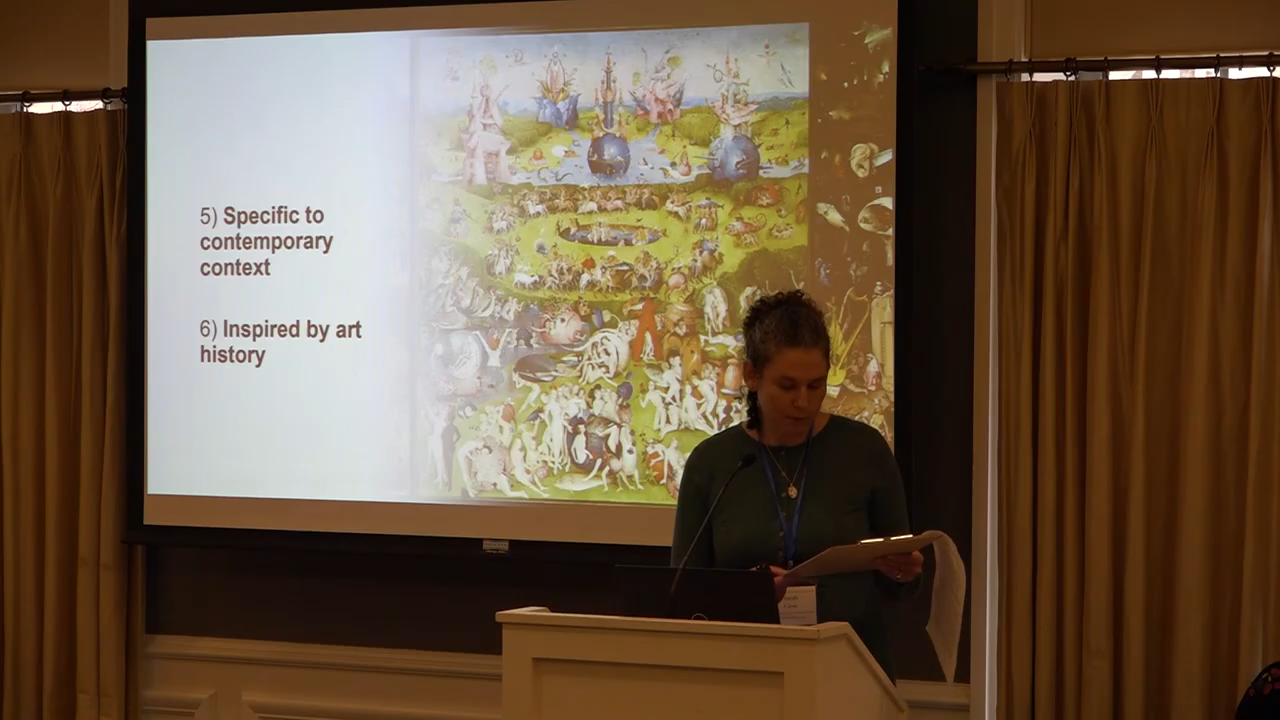 5) Specific to
contemporary
context
6) Inspired by art
history